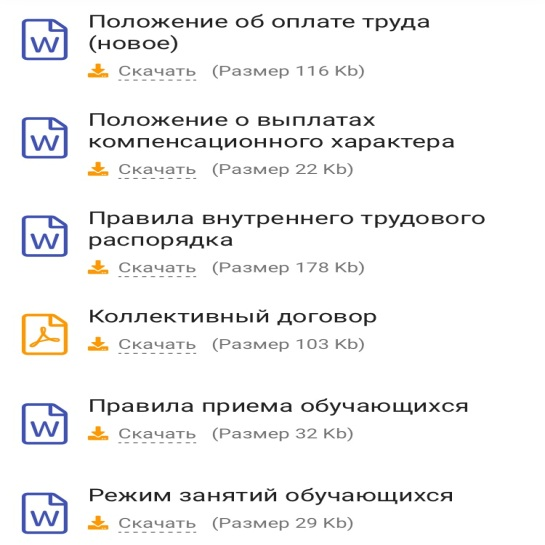 Положение об оплате труда
(новое)
W
Скачать (Размер 116 Kb)
Положение о выплатах
компенсационного характера
W
Скачать (Размер 22 Kb)
Правила внутреннего трудового
распорядка
W
Скачать (Размер 178 Kb)
Коллективный договор
Скачать (Размер 103 Kb)
Правила приема обучающихся
W
Скачать (Размер 32 Kb)
Режим занятий обучающихся
W
Скачать (Размер 29 Kb)